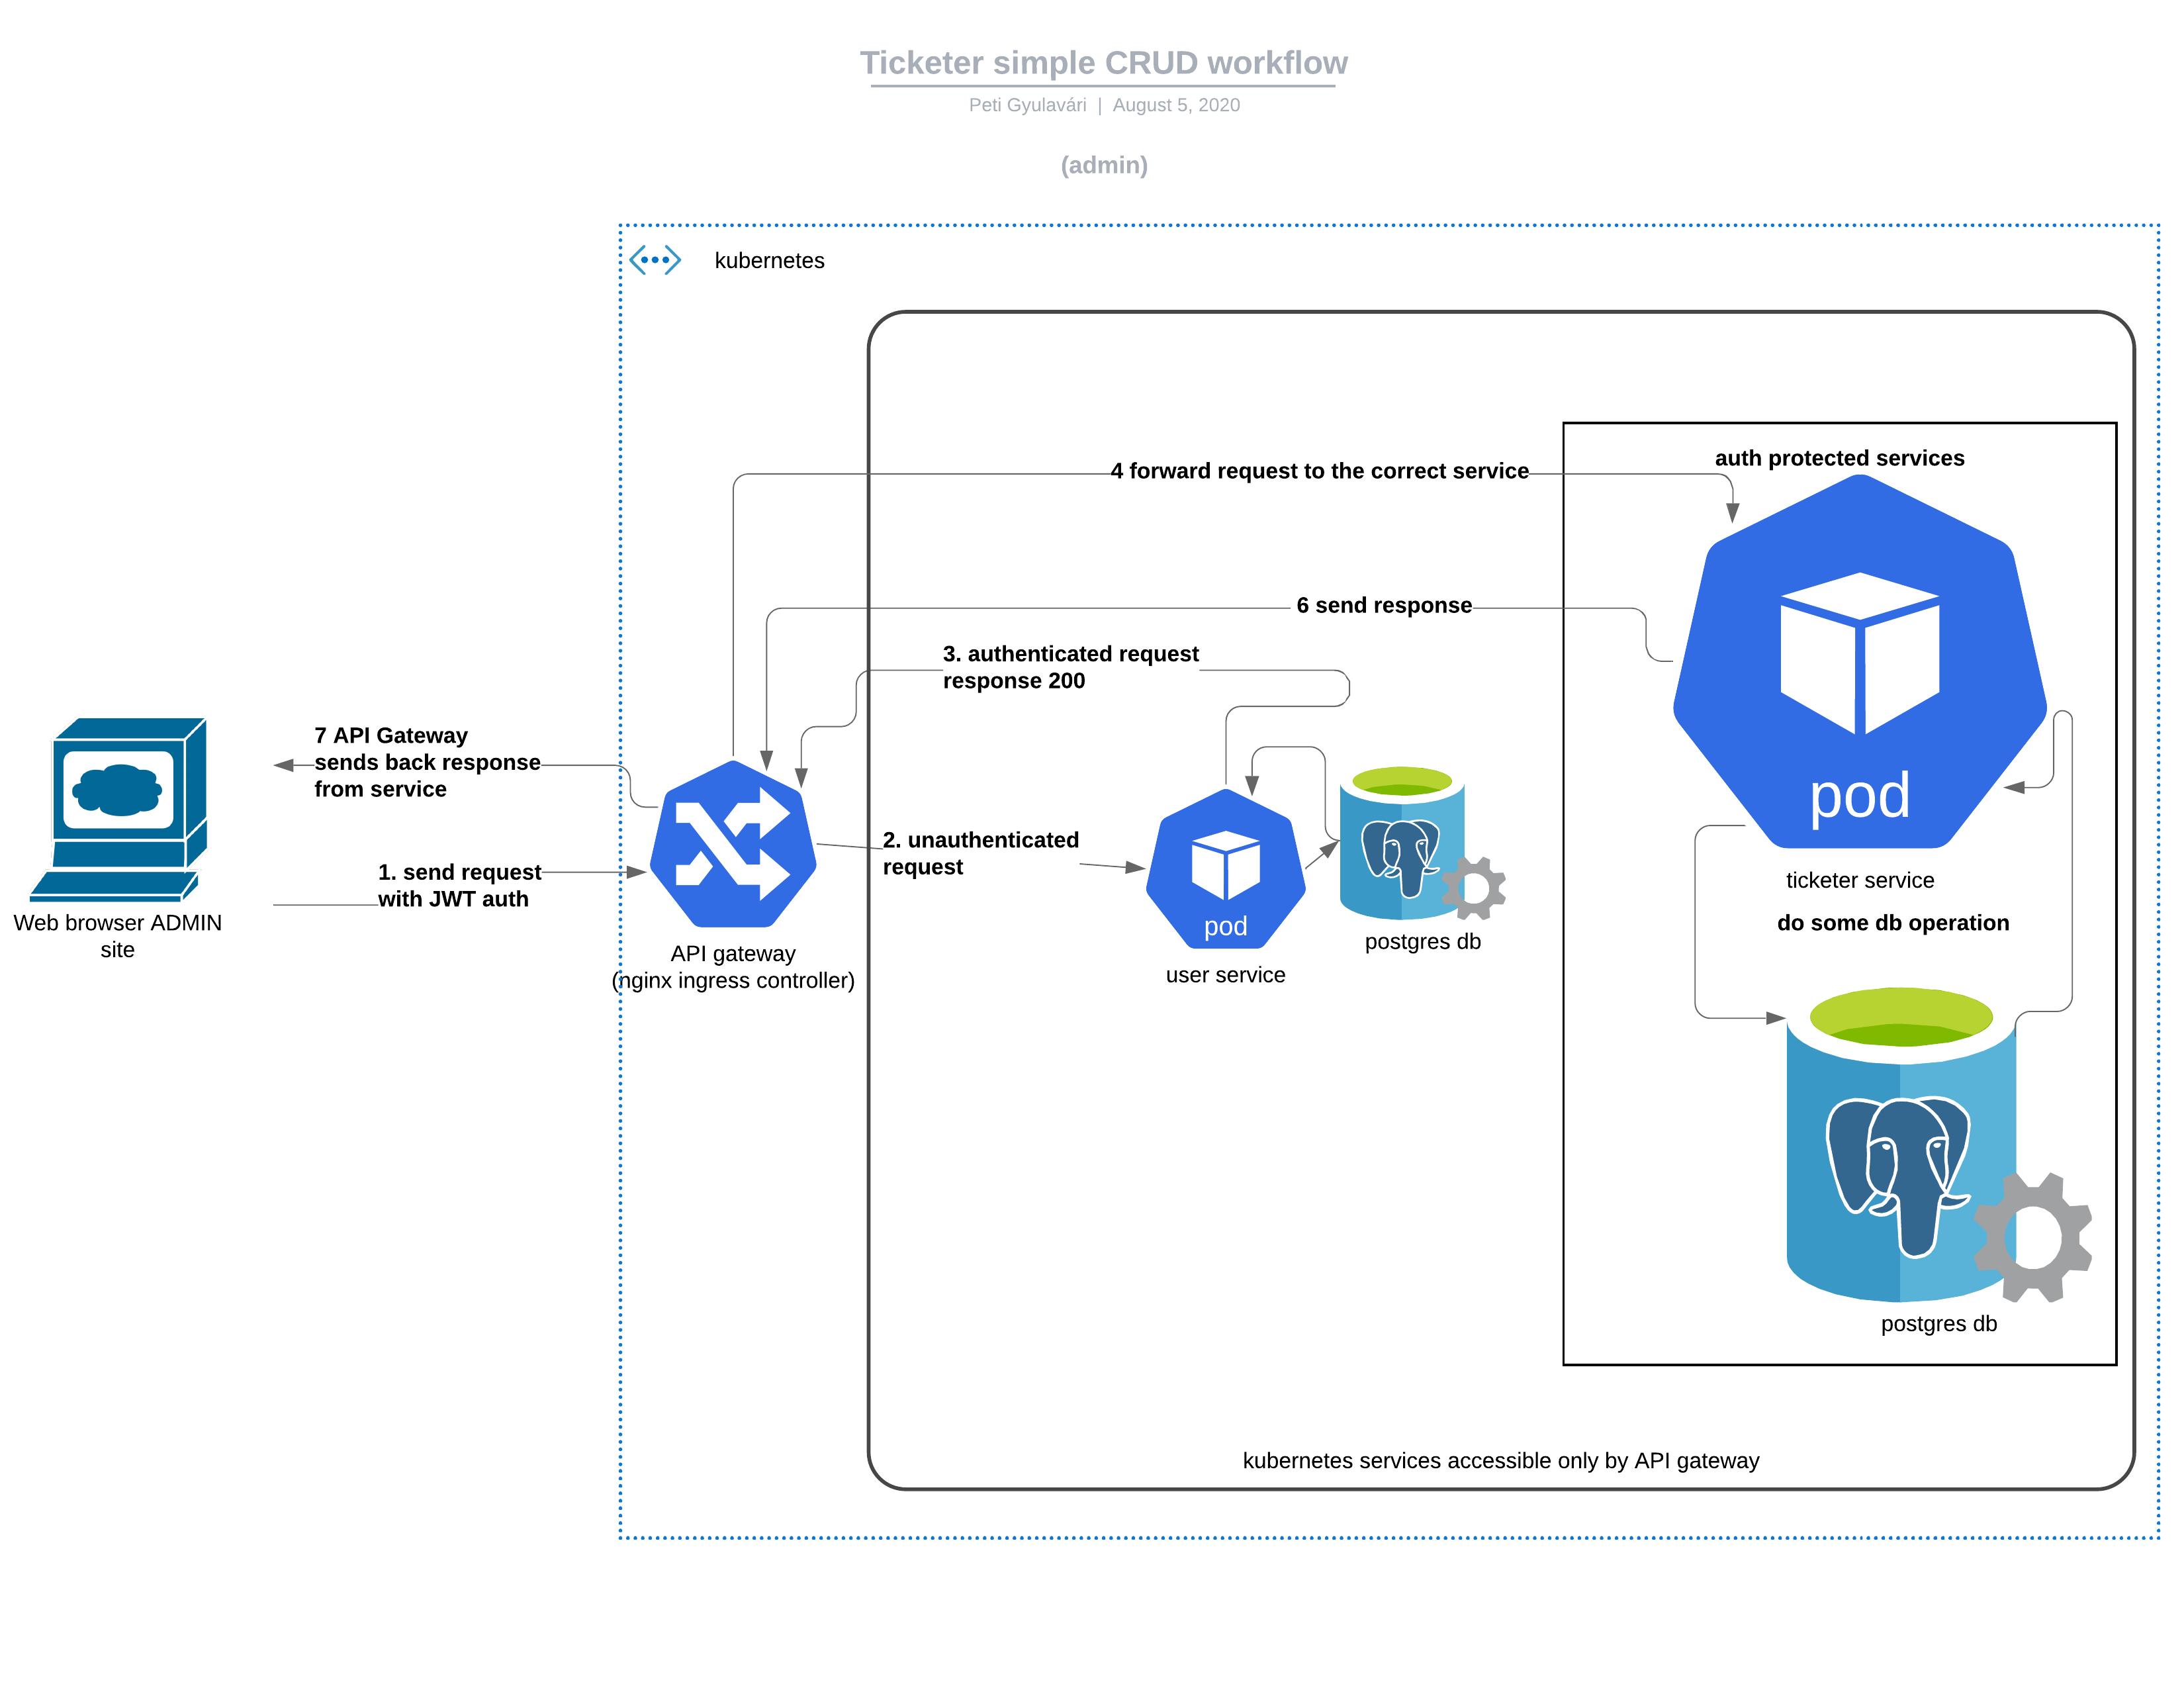 Ticketer simple CRUD workflow
Peti Gyulavári | August 5, 2020
(admin)
kubernetes
auth protected services
4 forward request to the correct service
6 send response
3. authenticated request
response 200
7 API Gateway
sends back response
from service
pod
2. unauthenticated
request
1. send request
with JWT auth
ticketer service
Web browser ADMIN
site
do some db operation
pod
postgres db
API gateway
(nginx ingress controller)
user service
postgres db
kubernetes services accessible only by API gateway